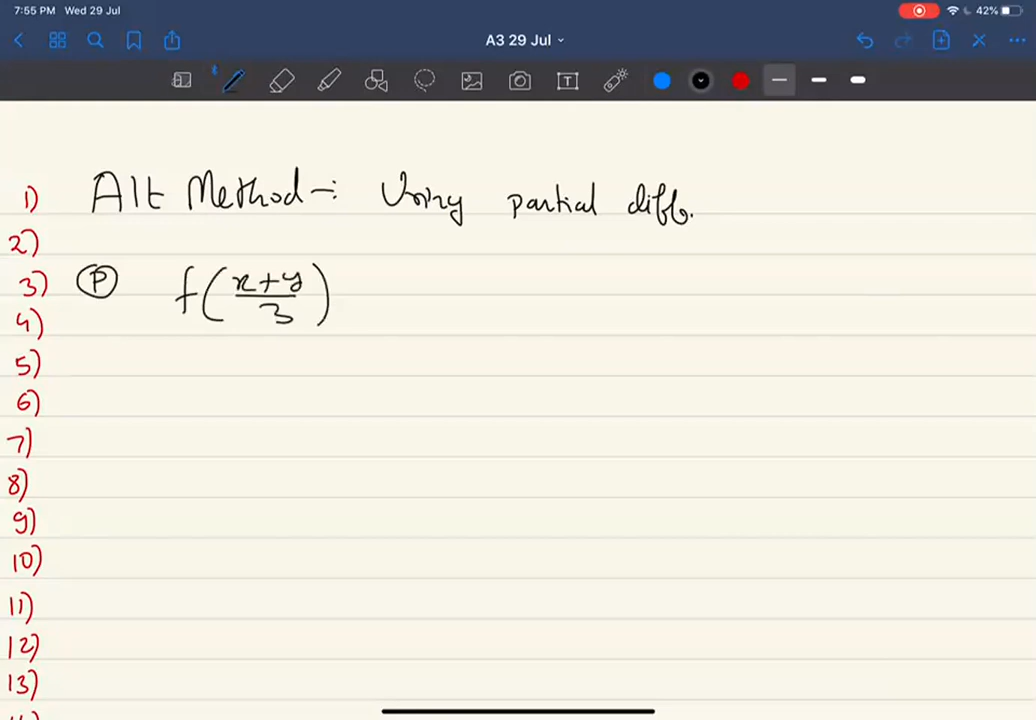 7:55 PM Wed 29 Jul
42%
A3 29 Jul
T
1) Alt Method-: Using partial diff.
2)
3) P f(x+y/3)
4)
5)
6)
7)
8)
9)
10)
11)
12)
13)